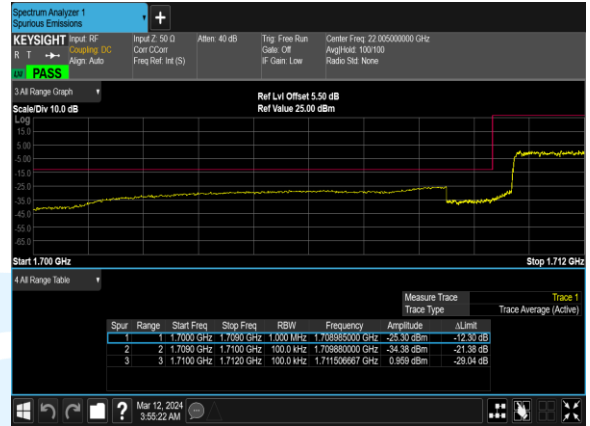 Spectrum Analyzer 1
Spurious Emissions
+
KEYSIGHT Input: RF Input Z: 50 Ω Atten: 40 dB Trig: Free Run Center Freq: 22.005000000 GHz
R T Coupling: DC Corr CCorr Gate: Off Avg|Hold: 100/100
Align: Auto Freq Ref: Int (S) IF Gain: Low Radio Std: None
PASS
3 All Range Graph
Ref Lvl Offset 5.50 dB
Scale/Div 10.0 dB Ref Value 25.00 dBm
Log
15.0
5.00
-5.00
-15.0
-25.0
-35.0
-45.0
-55.0
-65.0
Start 1.700 GHz Stop 1.712 GHz
4 All Range Table
Measure Trace Trace 1
Trace Type Trace Average (Active)
Spur Range Start Freq Stop Freq RBW Frequency Amplitude ΔLimit
1 1 1.7000 GHz 1.7090 GHz 1.000 MHz 1.708985000 GHz -25.30 dBm -12.30 dB
2 2 1.7090 GHz 1.7100 GHz 100.0 kHz 1.709880000 GHz -34.38 dBm -21.38 dB
3 3 1.7100 GHz 1.7120 GHz 100.0 kHz 1.711506667 GHz 0.959 dBm -29.04 dB
? Mar 12, 2024
3:55:22 AM